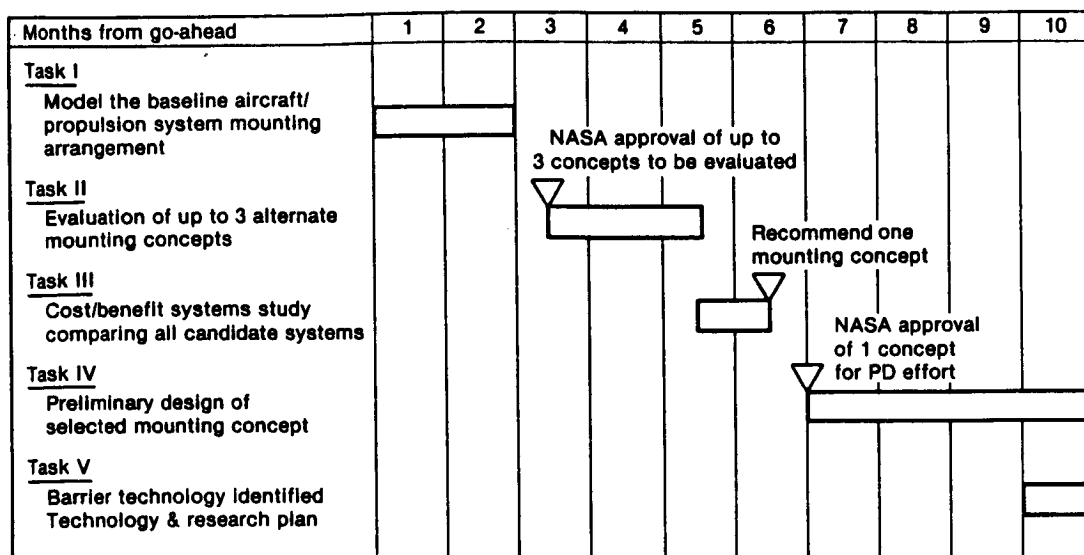 Months from go-ahead 1 2 3 4 5 6 7 8 9 10
Task I
Model the baseline aircraft/
propulsion system mounting
arrangement
NASA approval of up to
3 concepts to be evaluated
Task II
Evaluation of up to 3 alternate
mounting concepts
Recommend one
mounting concept
Task III
Cost/benefit systems study
comparing all candidate systems
NASA approval
of 1 concept
for PD effort
Task IV
Preliminary design of
selected mounting concept
Task V
Barrier technology identified
Technology & research plan